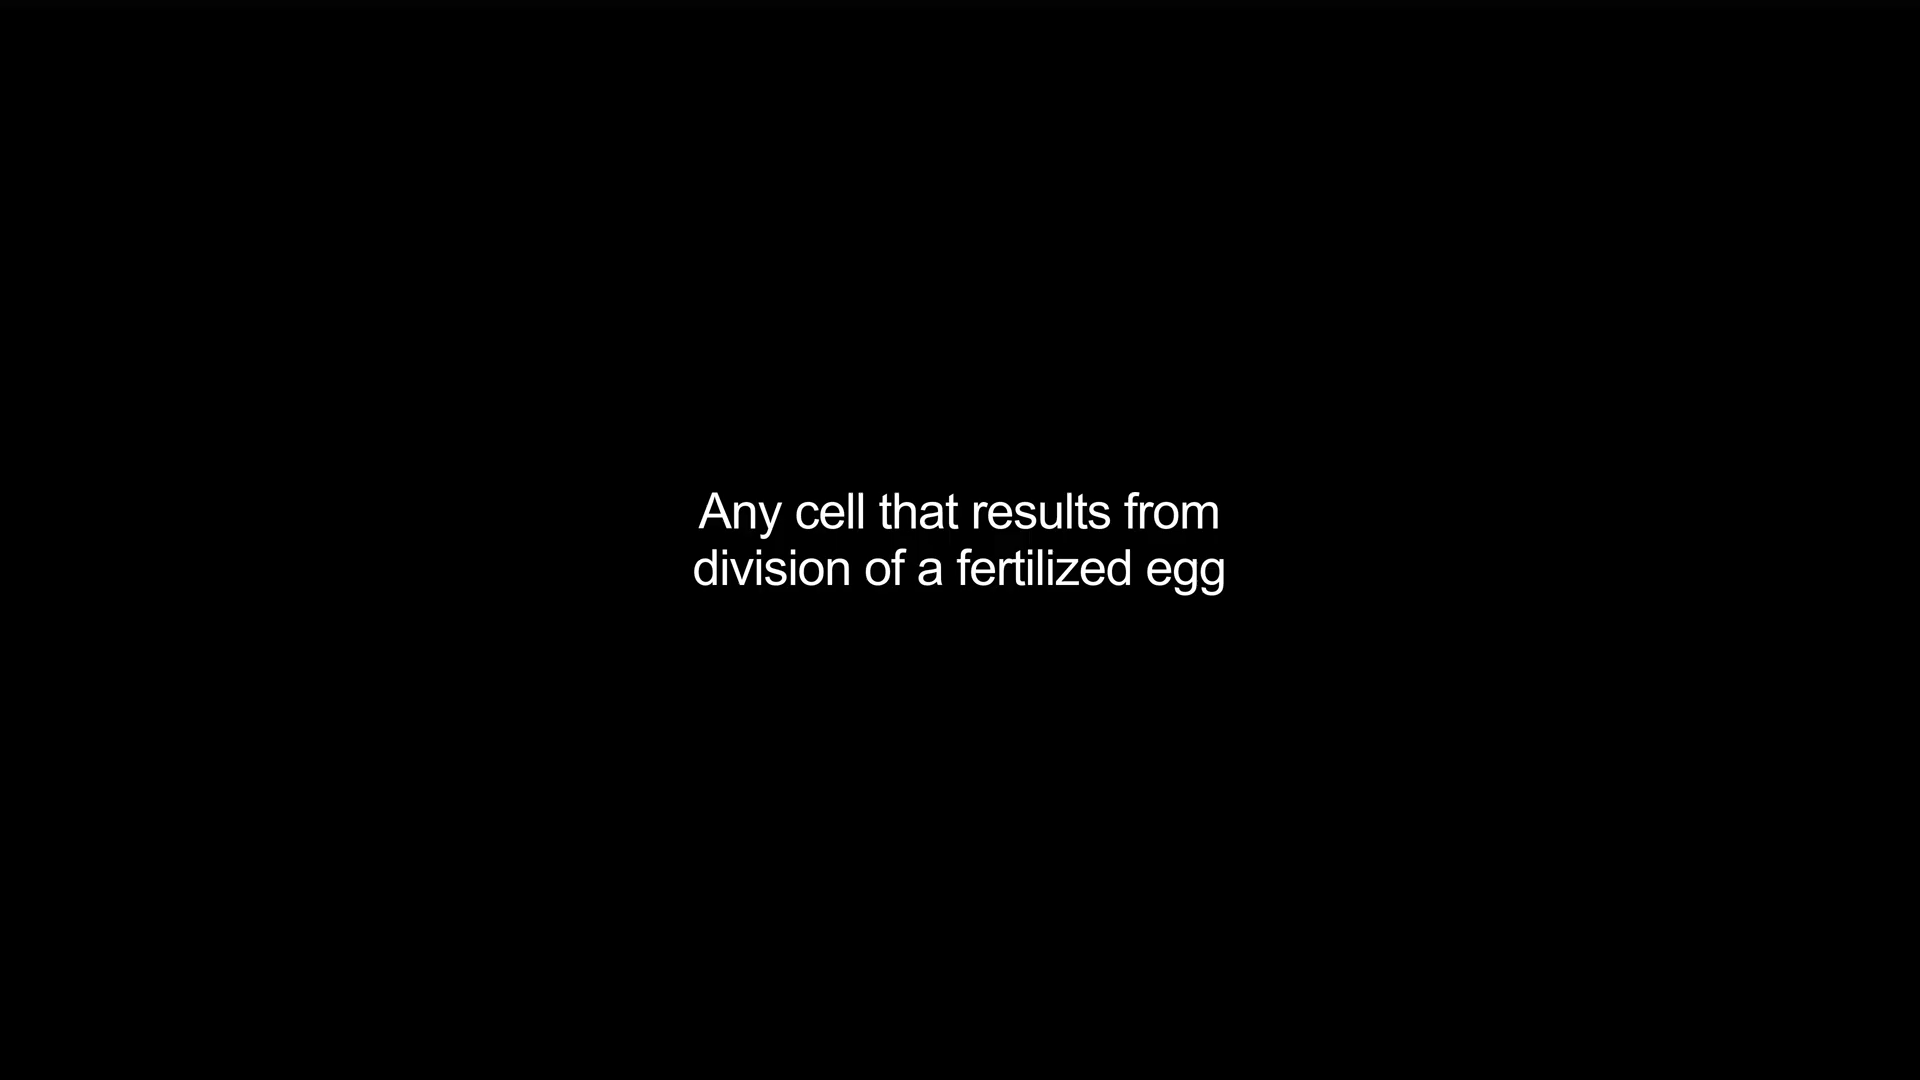 Any cell that results from
division of a fertilized egg